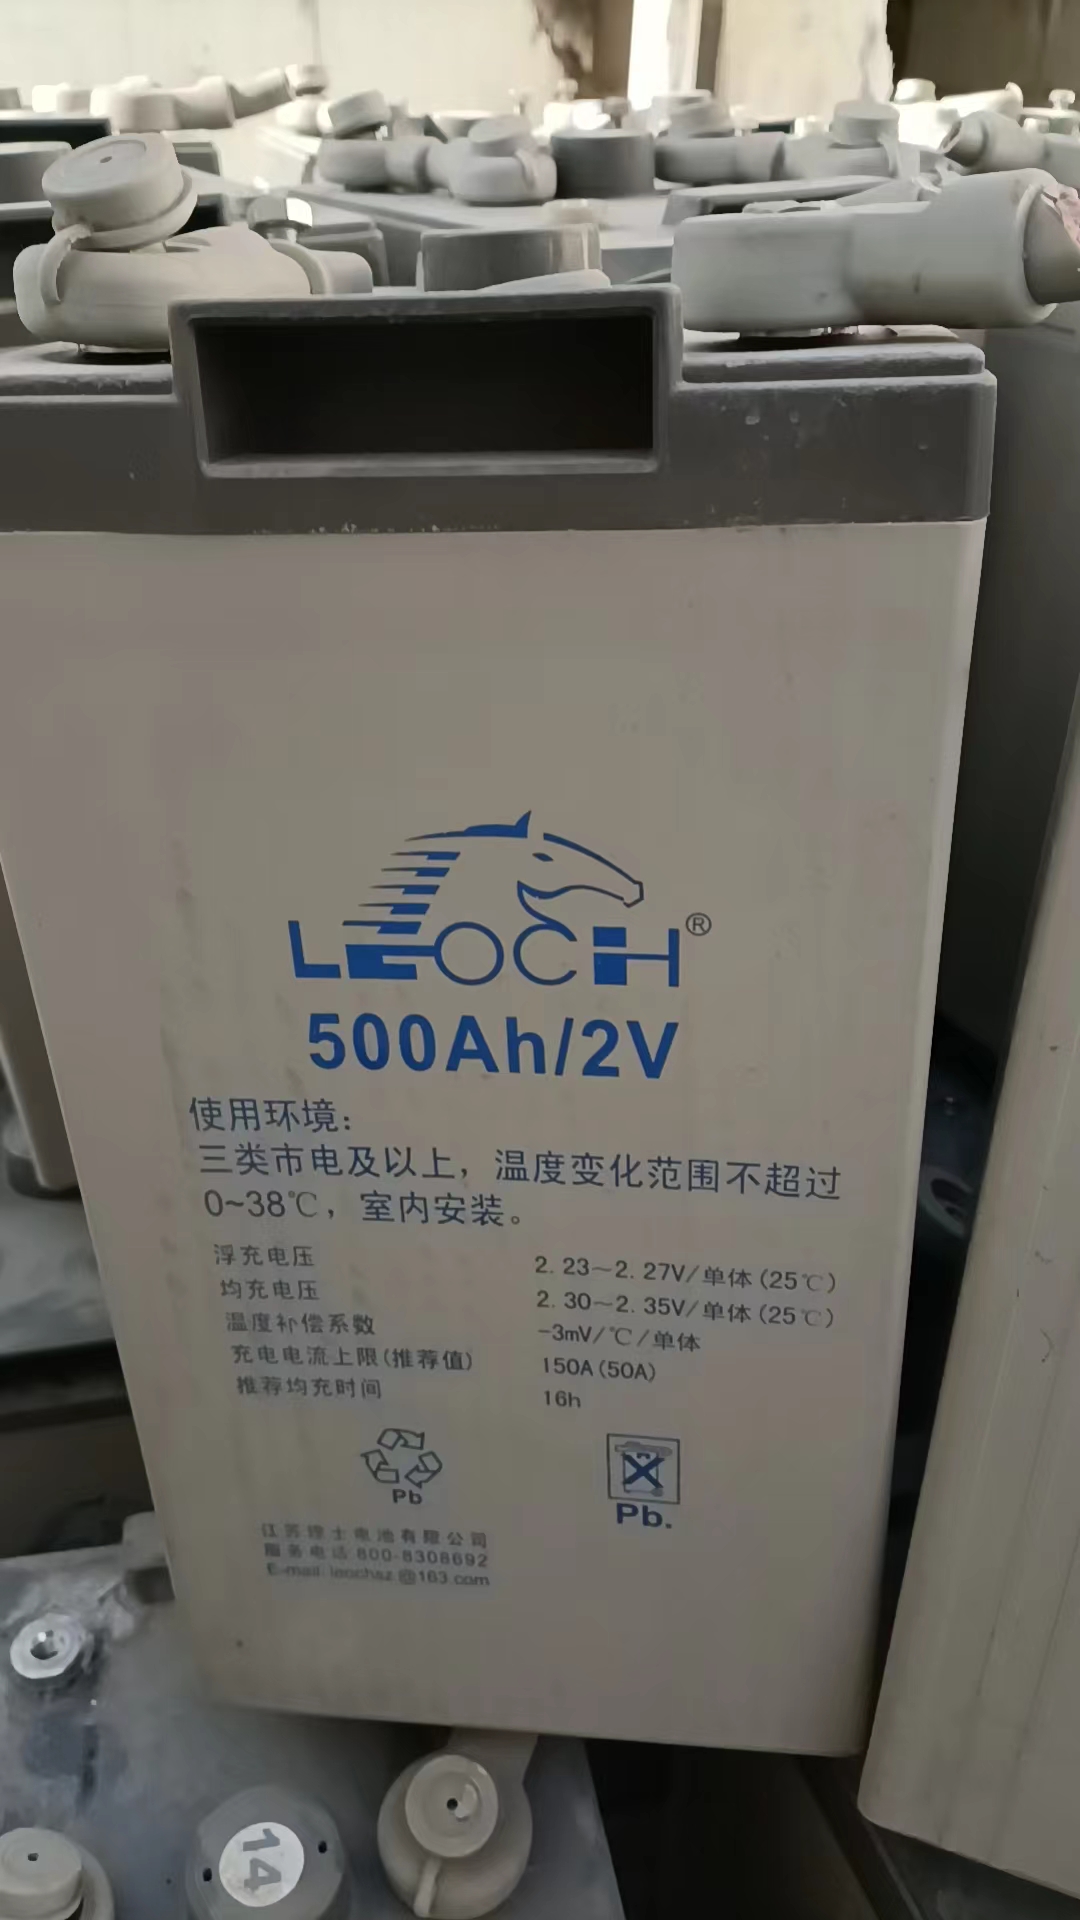 LEOCH®
500Ah/2V
使用环境：
三类市电及以上，温度变化范围不超过
0~38℃，室内安装。
浮充电压 2.23~2.27V/单体(25℃)
均充电压 2.30~2.35V/单体(25℃)
温度补偿系数 -3mV/℃/单体
充电电流上限(推荐值) 150A(50A)
推荐均充时间 16h
Pb
Pb.
江苏理士电池有限公司
服务电话:800-8308692
E-mail: leochsz@163.com
14